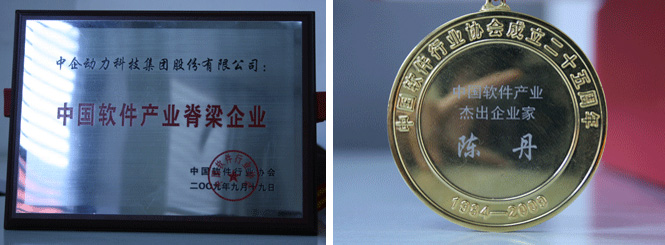 中企动力科技集团股份有限公司：
中国软件产业脊梁企业
中国软件行业协会
二〇〇九年九月十九日
中国软件行业协会成立二十五周年
中国软件产业
杰出企业家
陈丹
1984—2009